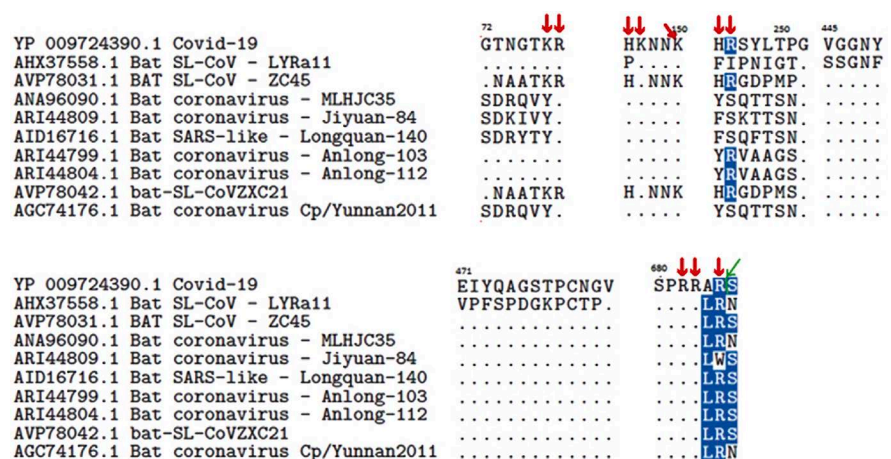 72 150 250 445
YP 009724390.1 Covid-19 GTNGTKR HKNNK HRSYLTPG VGGNY
AHX37558.1 Bat SL-CoV - LYRa11 ....... P.... FIPNIGT. SSGNF
AVP78031.1 BAT SL-CoV - ZC45 .NAATKR H.NNK HRGDPMP. .....
ANA96090.1 Bat coronavirus - MLHJC35 SDRQVY. ..... YSQTTSN. .....
ARI44809.1 Bat coronavirus - Jiyuan-84 SDKIVY. ..... FSKTTSN. .....
AID16716.1 Bat SARS-like - Longquan-140 SDRYTY. ..... FSQFTSN. .....
ARI44799.1 Bat coronavirus - Anlong-103 ....... ..... YRVAAGS. .....
ARI44804.1 Bat coronavirus - Anlong-112 ....... ..... YRVAAGS. .....
AVP78042.1 bat-SL-CoVZXC21 .NAATKR H.NNK HRGDPMS. .....
AGC74176.1 Bat coronavirus Cp/Yunnan2011 SDRQVY. ..... YSQTTSN. .....
471 680
YP 009724390.1 Covid-19 EIYQAGSTPCNGV SPRRARS
AHX37558.1 Bat SL-CoV - LYRa11 VPFSPDGKPCTP. ....LRN
AVP78031.1 BAT SL-CoV - ZC45 ............. ....LRS
ANA96090.1 Bat coronavirus - MLHJC35 ............. ....LRN
ARI44809.1 Bat coronavirus - Jiyuan-84 ............. ....LWS
AID16716.1 Bat SARS-like - Longquan-140 ............. ....LRS
ARI44799.1 Bat coronavirus - Anlong-103 ............. ....LRS
ARI44804.1 Bat coronavirus - Anlong-112 ............. ....LRS
AVP78042.1 bat-SL-CoVZXC21 ............. ....LRS
AGC74176.1 Bat coronavirus Cp/Yunnan2011 ............. ....LRN